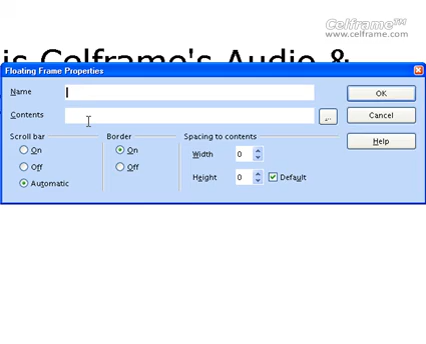 Celframe™
www.celframe.com
is Celframe's Audio &
Floating Frame Properties
Name
OK
Contents
...
Cancel
Scroll bar
Border
Spacing to contents
Help
On
On
Width
0
Off
Off
Height
0
Default
Automatic